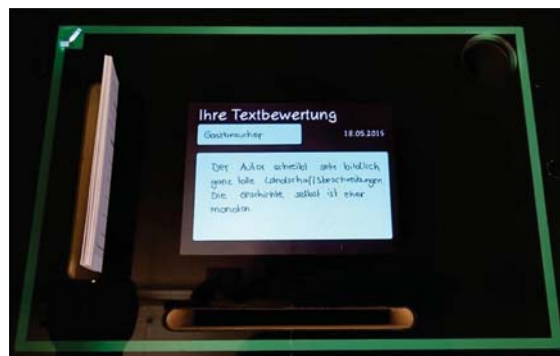 Ihre Textbewertung
Gastbesucher
18.05.2015
Der Autor schreibt sehr bildlich
ganz tolle Landschaftsbeschreibungen
Die Geschichte selbst ist eher
monoton